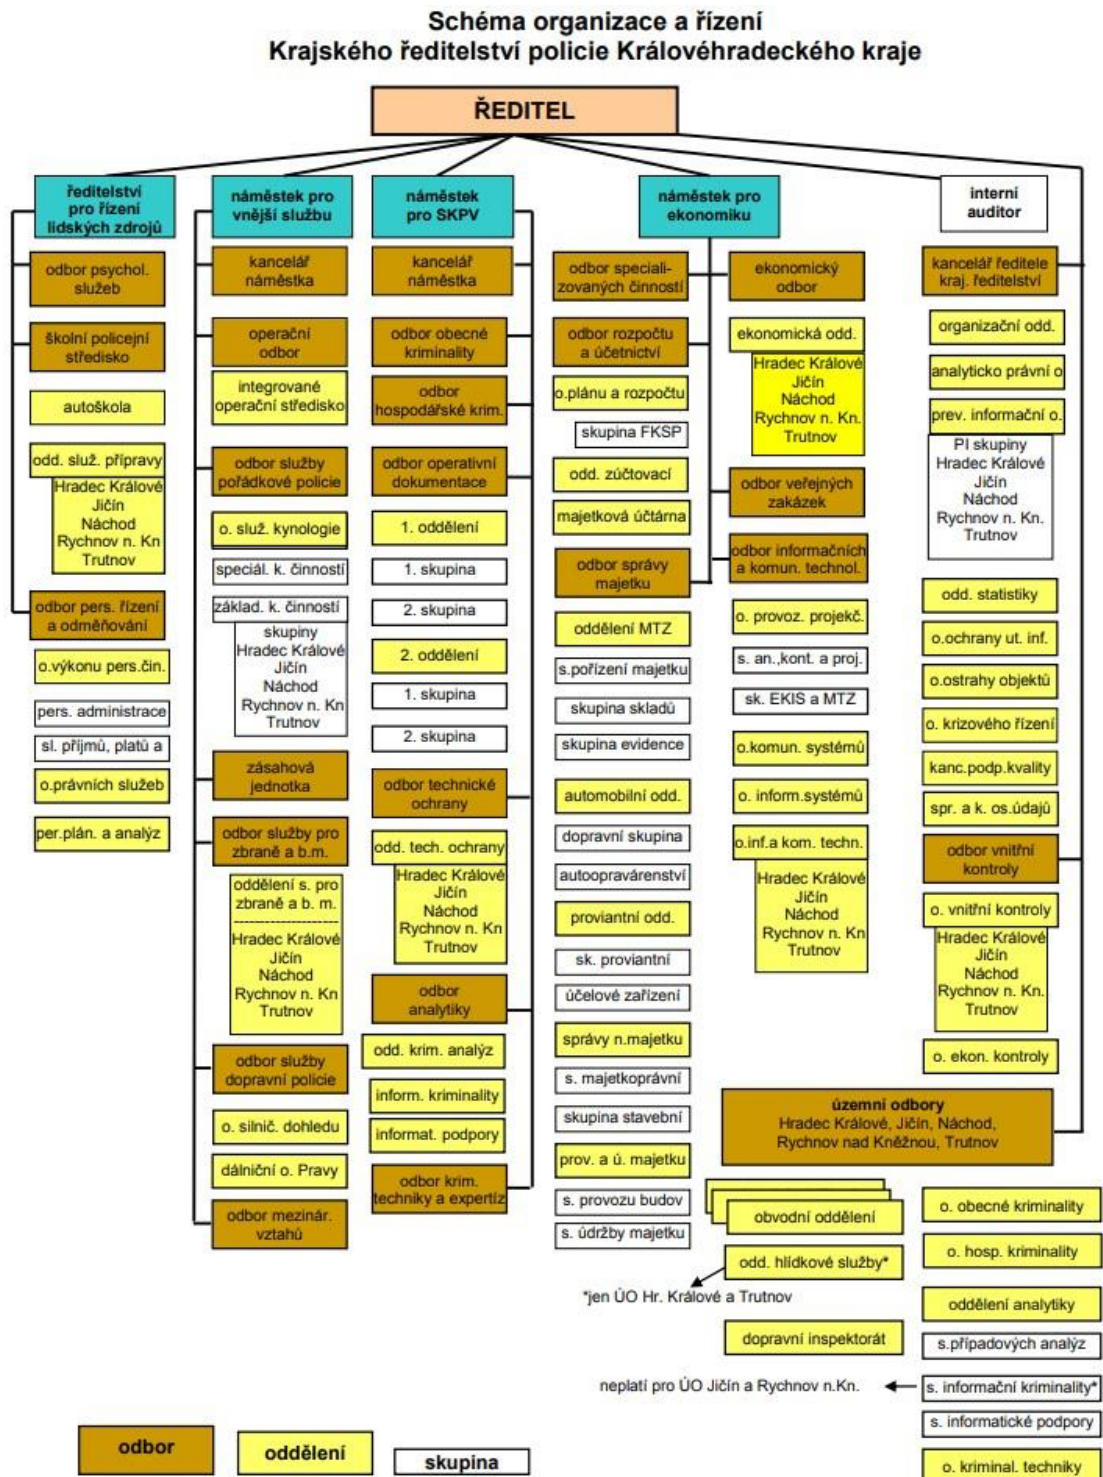 Schéma organizace a řízení
Krajského ředitelství policie Královéhradeckého kraje
ŘEDITEL
ředitelství
pro řízení
lidských zdrojů
odbor psychol.
služeb
školní policejní
středisko
autoškola
odd. služ. přípravy
Hradec Králové
Jičín
Náchod
Rychnov n. Kn
Trutnov
odbor pers. řízení
a odměňování
o.výkonu pers.čin.
pers. administrace
sl. příjmů, platů a
o.právních služeb
per.plán. a analýz
náměstek pro
vnější službu
kancelář
náměstka
operační
odbor
integrované
operační středisko
odbor služby
pořádkové policie
o. služ. kynologie
speciál. k. činností
základ. k. činností
skupiny
Hradec Králové
Jičín
Náchod
Rychnov n. Kn
Trutnov
zásahová
jednotka
odbor služby pro
zbraně a b.m.
oddělení s. pro
zbraně a b. m.
--------------------
Hradec Králové
Jičín
Náchod
Rychnov n. Kn
Trutnov
odbor služby
dopravní policie
o. silnič. dohledu
dálniční o. Pravy
odbor mezinár.
vztahů
náměstek
pro SKPV
kancelář
náměstka
odbor obecné
kriminality
odbor
hospodářské krim.
odbor operativní
dokumentace
1. oddělení
1. skupina
2. skupina
2. oddělení
1. skupina
2. skupina
odbor technické
ochrany
odd. tech. ochrany
Hradec Králové
Jičín
Náchod
Rychnov n. Kn
Trutnov
odbor
analytiky
odd. krim. analýz
inform. kriminality
informat. podpory
odbor krim.
techniky a expertíz
náměstek pro
ekonomiku
odbor speciali-
zovaných činností
odbor rozpočtu
a účetnictví
o.plánu a rozpočtu
skupina FKSP
odd. zúčtovací
majetková účtárna
odbor správy
majetku
oddělení MTZ
s.pořízení majetku
skupina skladů
skupina evidence
automobilní odd.
dopravní skupina
autoopravárenství
proviantní odd.
sk. proviantní
účelové zařízení
správy n.majetku
s. majetkoprávní
skupina stavební
prov. a ú. majetku
s. provozu budov
s. údržby majetku
ekonomický
odbor
ekonomická odd.
Hradec Králové
Jičín
Náchod
Rychnov n. Kn.
Trutnov
odbor veřejných
zakázek
odbor informačních
a komun. technol.
o. provoz. projekč.
s. an.,kont. a proj.
sk. EKIS a MTZ
o.komun. systémů
o. inform.systémů
o.inf.a kom. techn.
Hradec Králové
Jičín
Náchod
Rychnov n. Kn
Trutnov
interní
auditor
kancelář ředitele
kraj. ředitelství
organizační odd.
analyticko právní o
prev. informační o.
PI skupiny
Hradec Králové
Jičín
Náchod
Rychnov n. Kn.
Trutnov
odd. statistiky
o.ochrany ut. inf.
o.ostrahy objektů
o. krizového řízení
kanc.podp.kvality
spr. a k. os.údajů
odbor vnitřní
kontroly
o. vnitřní kontroly
Hradec Králové
Jičín
Náchod
Rychnov n. Kn.
Trutnov
o. ekon. kontroly
územní odbory
Hradec Králové, Jičín, Náchod,
Rychnov nad Kněžnou, Trutnov
obvodní oddělení
odd. hlídkové služby*
*jen ÚO Hr. Králové a Trutnov
dopravní inspektorát
o. obecné kriminality
o. hosp. kriminality
oddělení analytiky
s.případových analýz
neplatí pro ÚO Jičín a Rychnov n.Kn.
s. informační kriminality*
s. informatické podpory
o. kriminal. techniky
odbor
oddělení
skupina